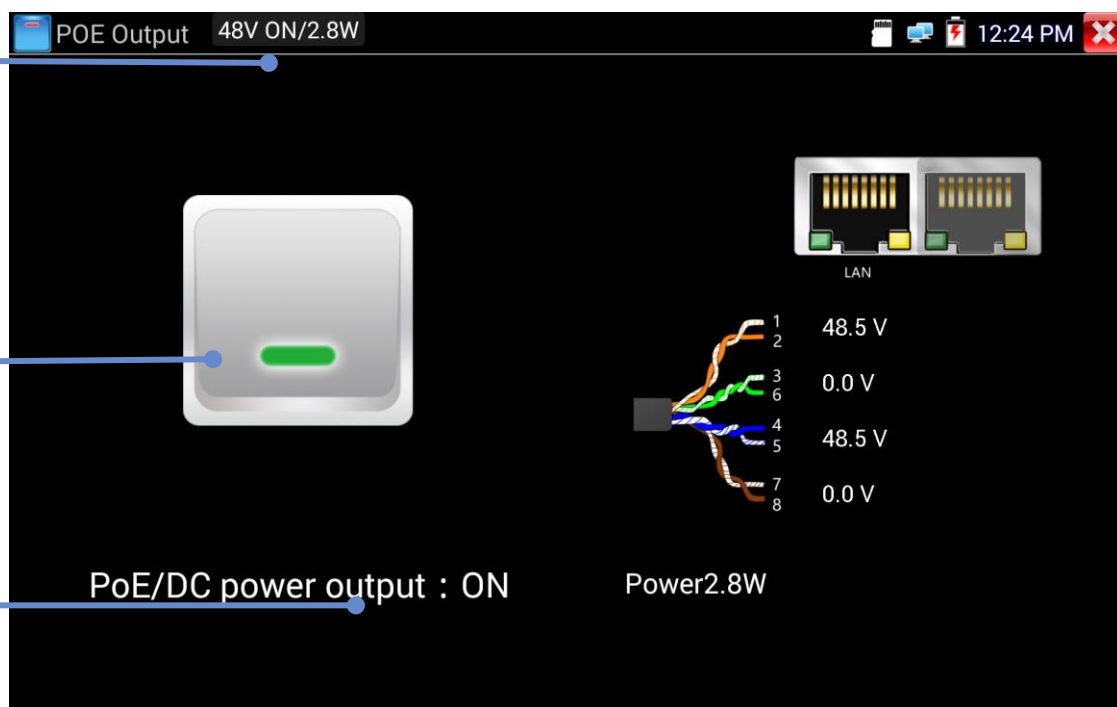 POE Output 48V ON/2.8W 12:24 PM
LAN
1 48.5 V
2
3 0.0 V
6
4 48.5 V
5
7 0.0 V
8
PoE/DC power output : ON Power2.8W